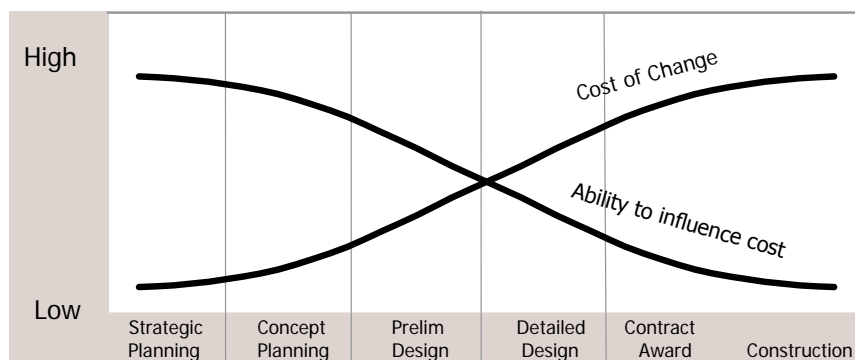 High
Cost of Change
Ability to influence cost
Low
Strategic Planning
Concept Planning
Prelim Design
Detailed Design
Contract Award
Construction